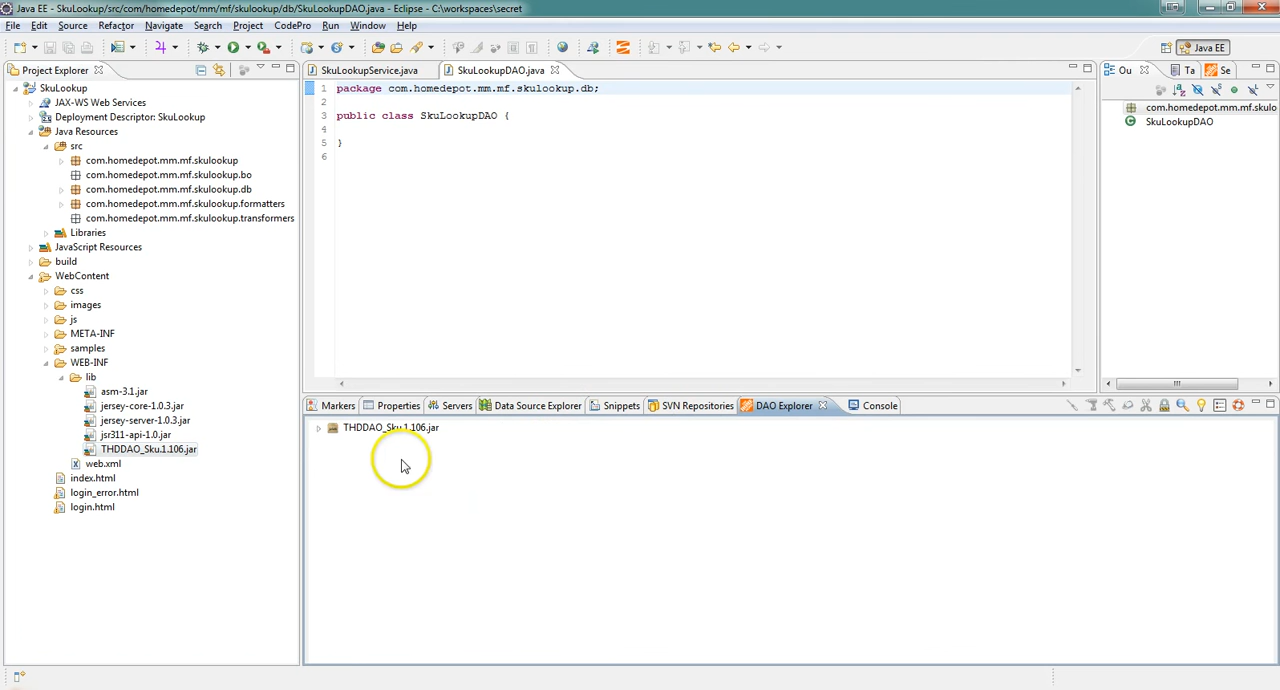 Java EE - SkuLookup/src/com/homedepot/mm/mf/skulookup/db/SkuLookupDAO.java - Eclipse - C:\workspaces\secret
File Edit Source Refactor Navigate Search Project CodePro Run Window Help
Java EE
Project Explorer
SkuLookup
JAX-WS Web Services
Deployment Descriptor: SkuLookup
Java Resources
src
com.homedepot.mm.mf.skulookup
com.homedepot.mm.mf.skulookup.bo
com.homedepot.mm.mf.skulookup.db
com.homedepot.mm.mf.skulookup.formatters
com.homedepot.mm.mf.skulookup.transformers
Libraries
JavaScript Resources
build
WebContent
css
images
js
META-INF
samples
WEB-INF
lib
asm-3.1.jar
jersey-core-1.0.3.jar
jersey-server-1.0.3.jar
jsr311-api-1.0.jar
THDDAO_Sku.1.106.jar
web.xml
index.html
login_error.html
login.html
SkuLookupService.java SkuLookupDAO.java
1 package com.homedepot.mm.mf.skulookup.db;
2
3 public class SkuLookupDAO {
4
5 }
6
Ou Ta Se
com.homedepot.mm.mf.skulo
SkuLookupDAO
Markers Properties Servers Data Source Explorer Snippets SVN Repositories DAO Explorer Console
THDDAO_Sku.1.106.jar